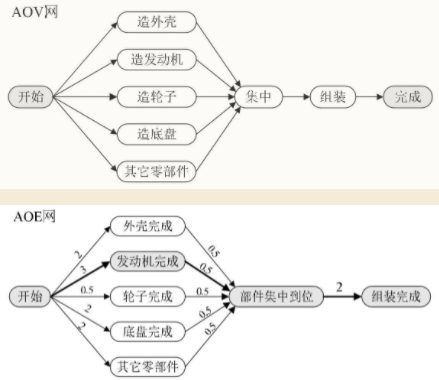 AOV网
造外壳
造发动机
开始
造轮子
集中
组装
完成
造底盘
其它零部件
AOE网
外壳完成
2
0.5
发动机完成
3
0.5
开始
0.5
轮子完成
0.5
部件集中到位
2
组装完成
2
底盘完成
0.5
2
其它零部件
0.5